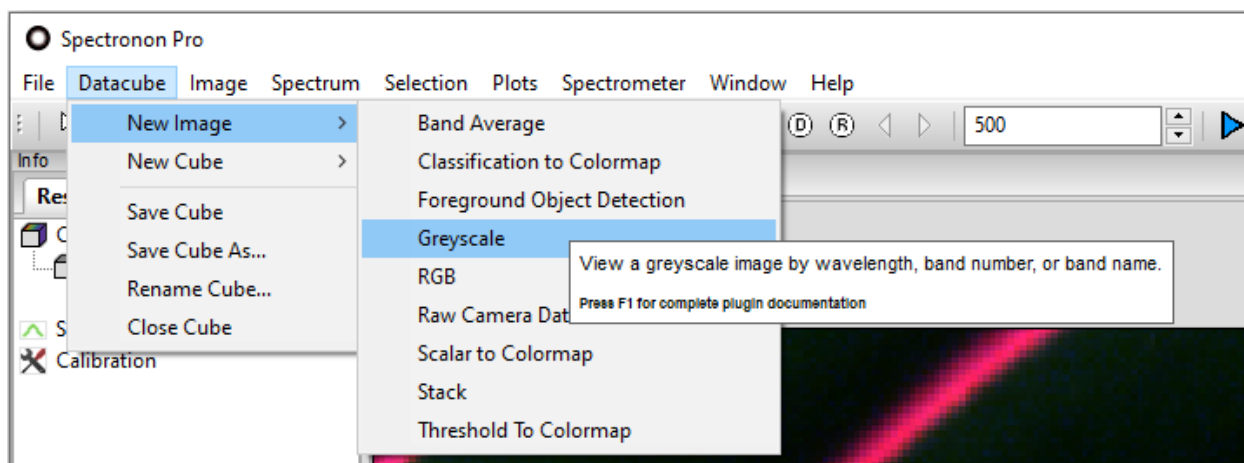 Spectronon Pro
File Datacube Image Spectrum Selection Plots Spectrometer Window Help
New Image > Band Average D R 500
Info New Cube > Classification to Colormap
Foreground Object Detection
Save Cube
Greyscale
Save Cube As...
View a greyscale image by wavelength, band number, or band name.
RGB
Rename Cube...
Press F1 for complete plugin documentation
Raw Camera
Close Cube
Scalar to Colormap
Calibration
Stack
Threshold To Colormap